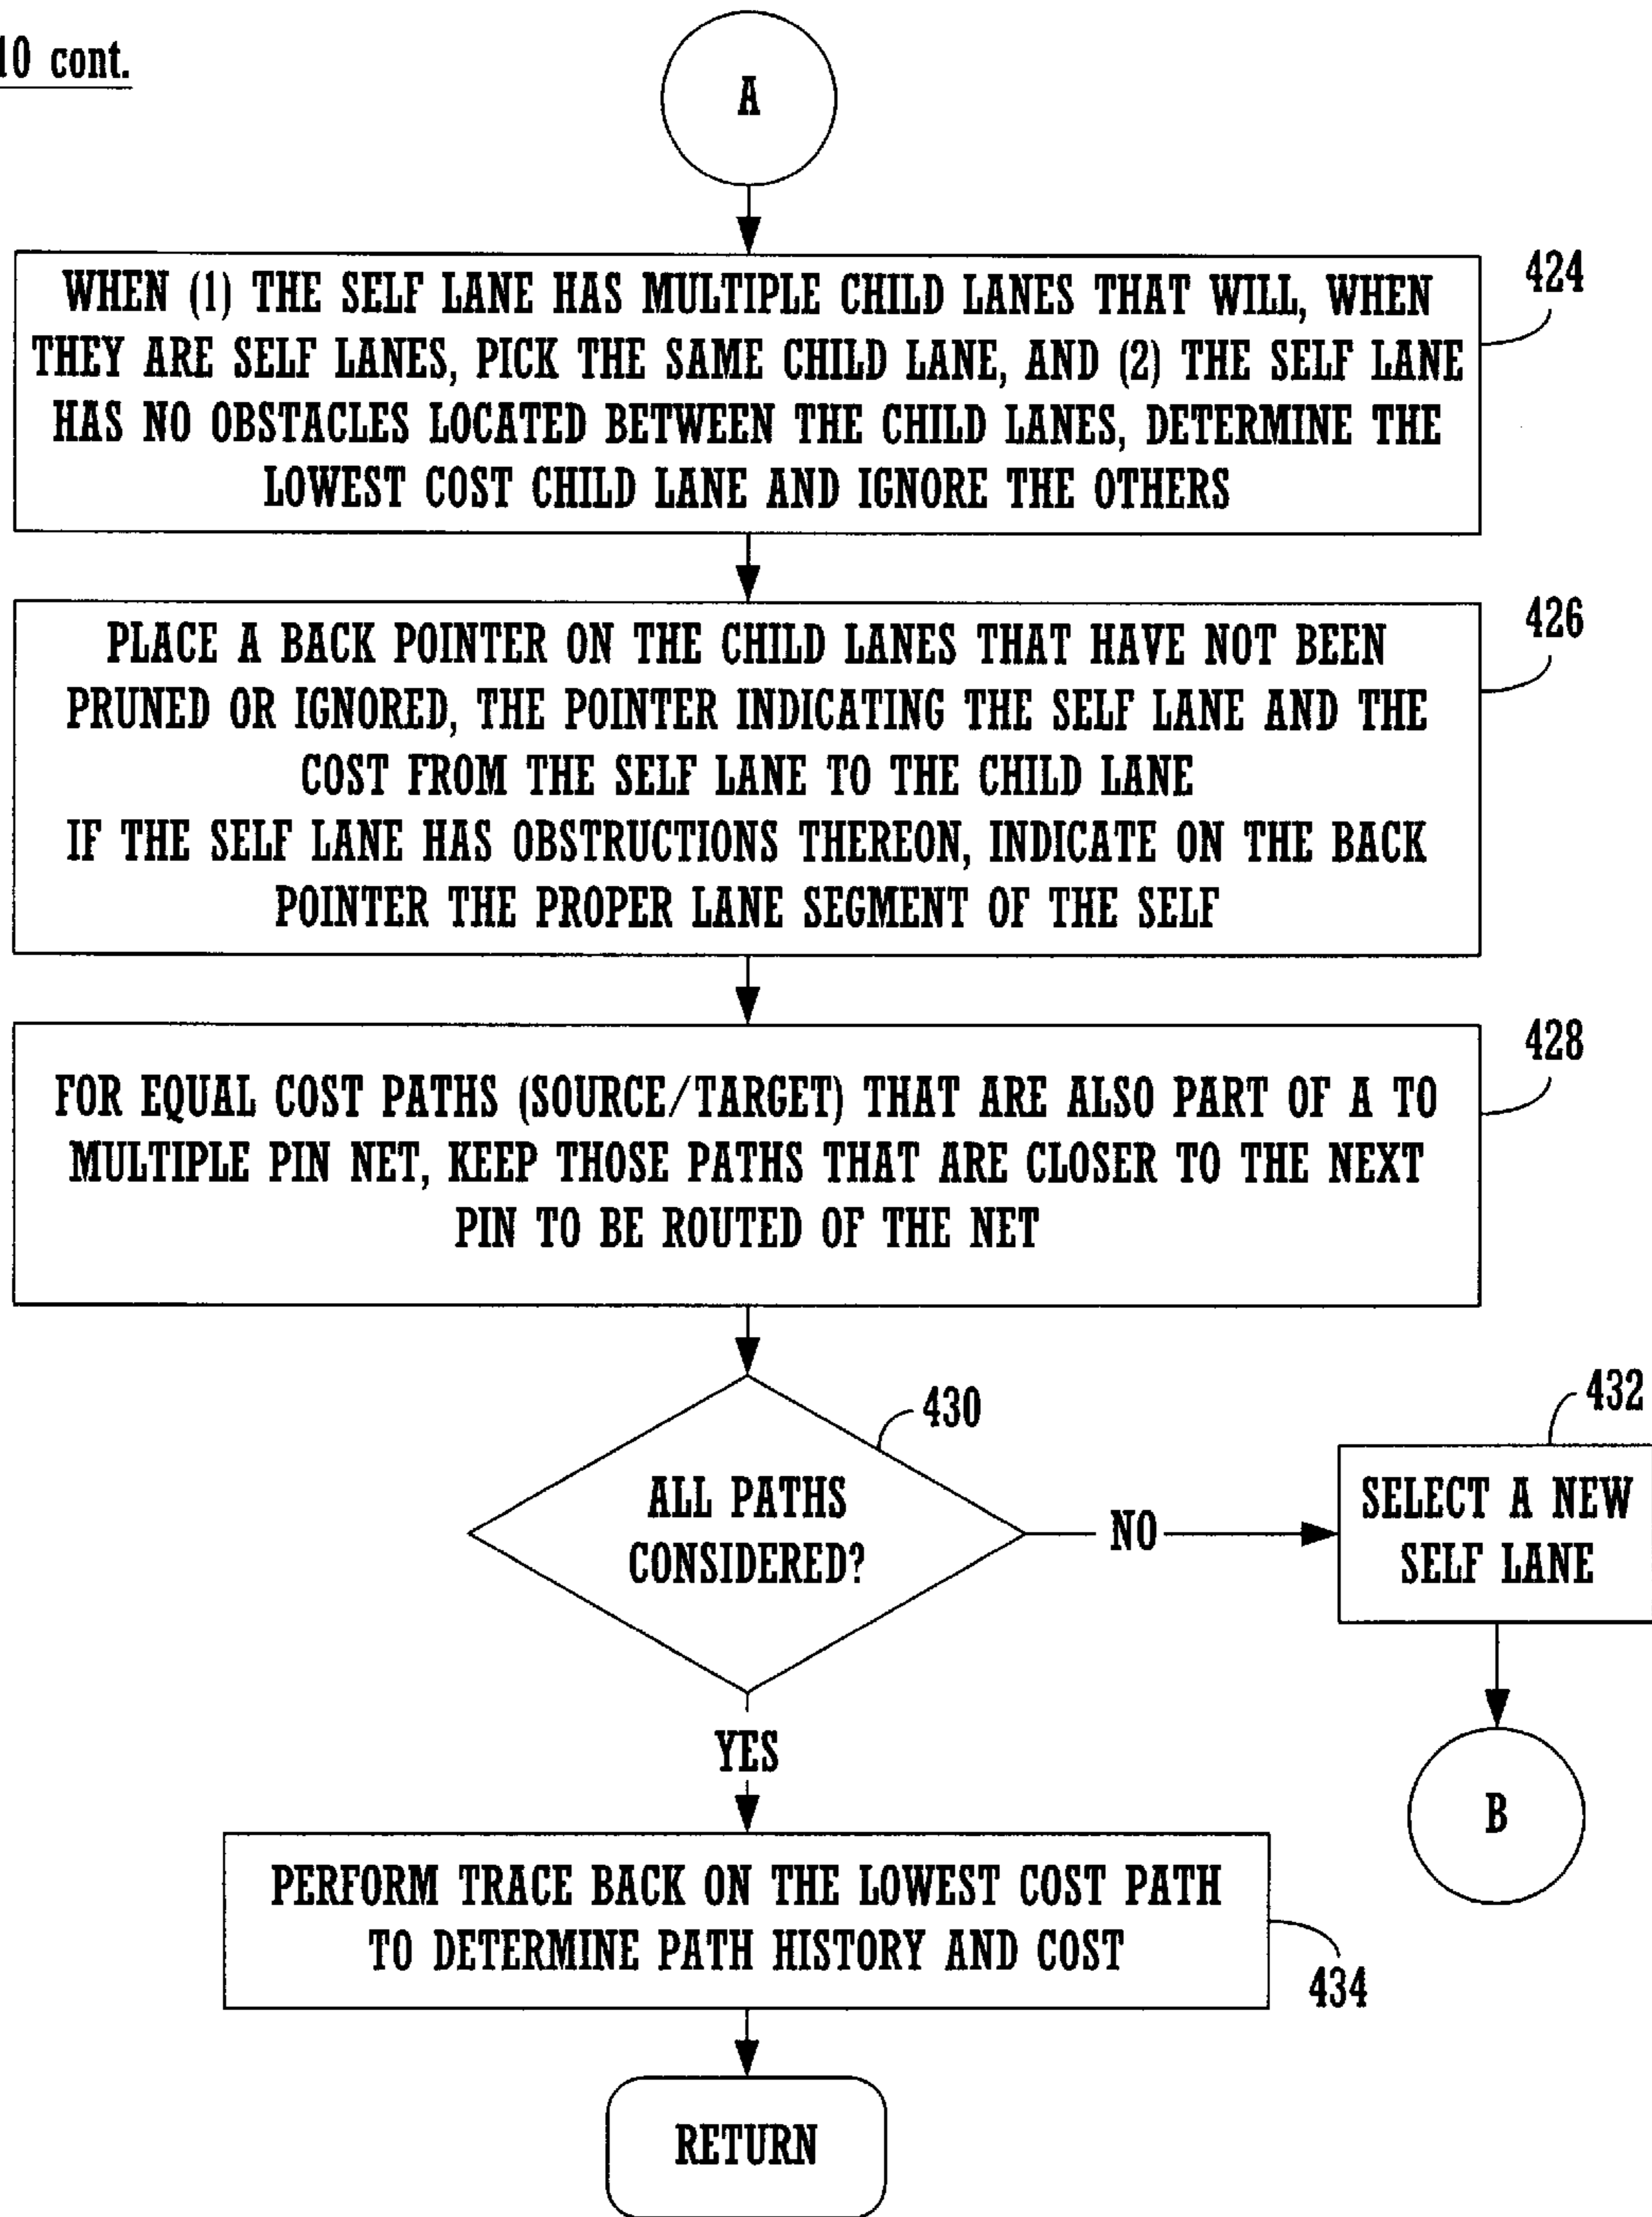 10 cont.
A
WHEN (1) THE SELF LANE HAS MULTIPLE CHILD LANES THAT WILL, WHEN
THEY ARE SELF LANES, PICK THE SAME CHILD LANE, AND (2) THE SELF LANE
HAS NO OBSTACLES LOCATED BETWEEN THE CHILD LANES, DETERMINE THE
LOWEST COST CHILD LANE AND IGNORE THE OTHERS
424
PLACE A BACK POINTER ON THE CHILD LANES THAT HAVE NOT BEEN
PRUNED OR IGNORED, THE POINTER INDICATING THE SELF LANE AND THE
COST FROM THE SELF LANE TO THE CHILD LANE
IF THE SELF LANE HAS OBSTRUCTIONS THEREON, INDICATE ON THE BACK
POINTER THE PROPER LANE SEGMENT OF THE SELF
426
FOR EQUAL COST PATHS (SOURCE/TARGET) THAT ARE ALSO PART OF A TO
MULTIPLE PIN NET, KEEP THOSE PATHS THAT ARE CLOSER TO THE NEXT
PIN TO BE ROUTED OF THE NET
428
ALL PATHS
CONSIDERED?
430
NO
SELECT A NEW
SELF LANE
432
B
YES
PERFORM TRACE BACK ON THE LOWEST COST PATH
TO DETERMINE PATH HISTORY AND COST
434
RETURN